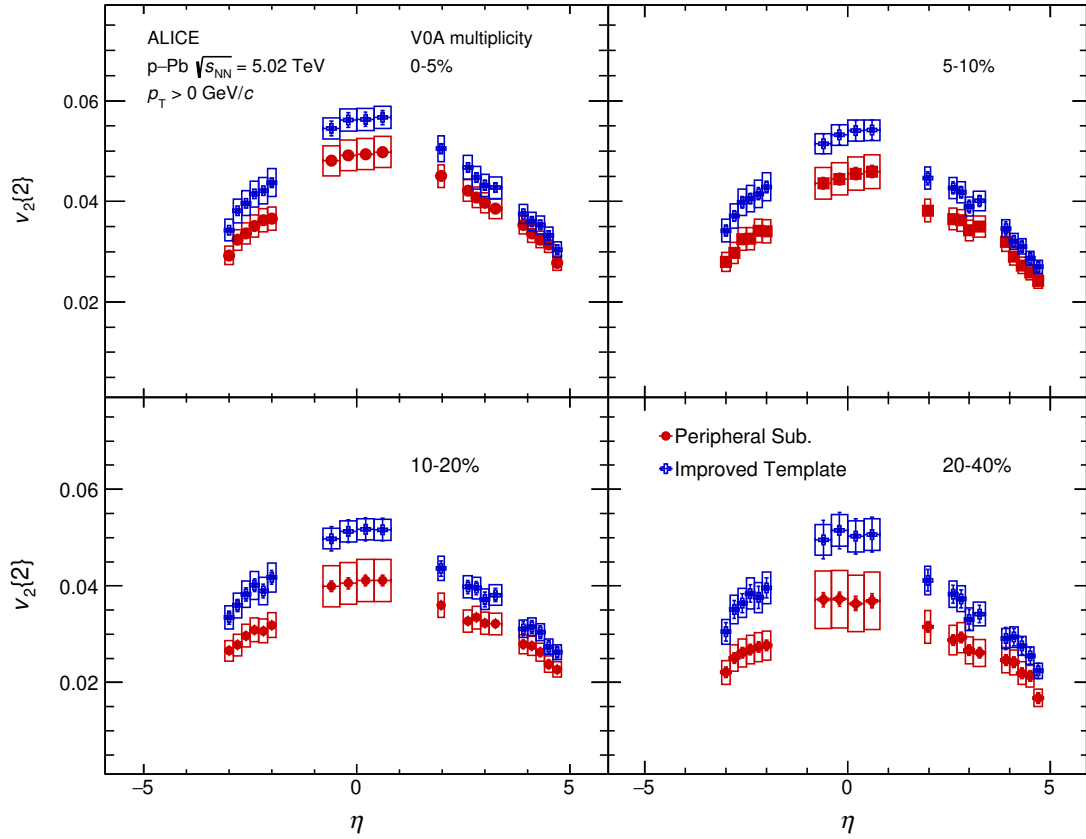 ALICE
V0A multiplicity
p–Pb √s_NN = 5.02 TeV
0-5%
5-10%
p_T > 0 GeV/c
0.06
0.04
0.02
v₂{2}
10-20%
Peripheral Sub.
Improved Template
20-40%
0.06
0.04
0.02
v₂{2}
−5 0 5
−5 0 5
η
η